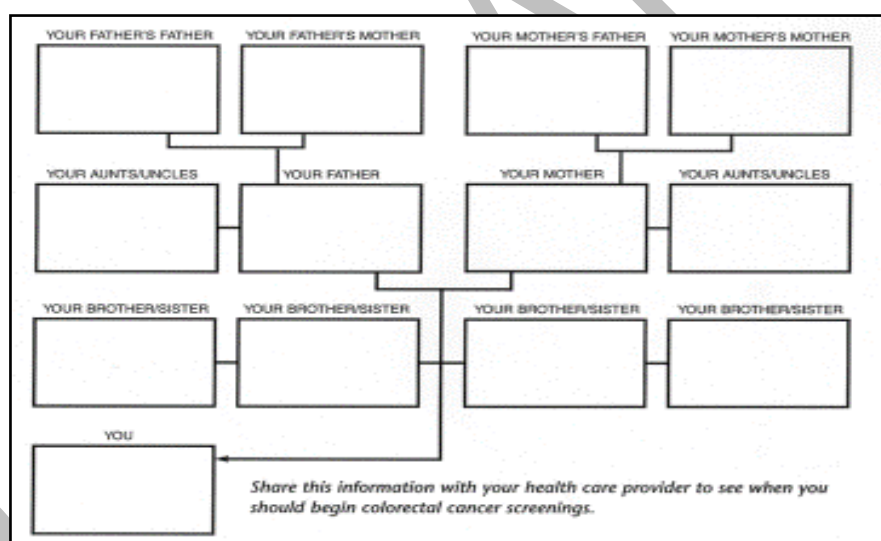 YOUR FATHER'S FATHER YOUR FATHER'S MOTHER YOUR MOTHER'S FATHER YOUR MOTHER'S MOTHER
YOUR AUNTS/UNCLES YOUR FATHER YOUR MOTHER YOUR AUNTS/UNCLES
YOUR BROTHER/SISTER YOUR BROTHER/SISTER YOUR BROTHER/SISTER YOUR BROTHER/SISTER
YOU
Share this information with your health care provider to see when you
should begin colorectal cancer screenings.